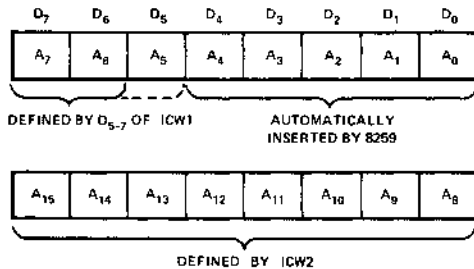 D₇ D₆ D₅ D₄ D₃ D₂ D₁ D₀
A₇ A₆ A₅ A₄ A₃ A₂ A₁ A₀
DEFINED BY D₅₋₇ OF ICW1
AUTOMATICALLY
INSERTED BY 8259
A₁₅ A₁₄ A₁₃ A₁₂ A₁₁ A₁₀ A₉ A₈
DEFINED BY ICW2